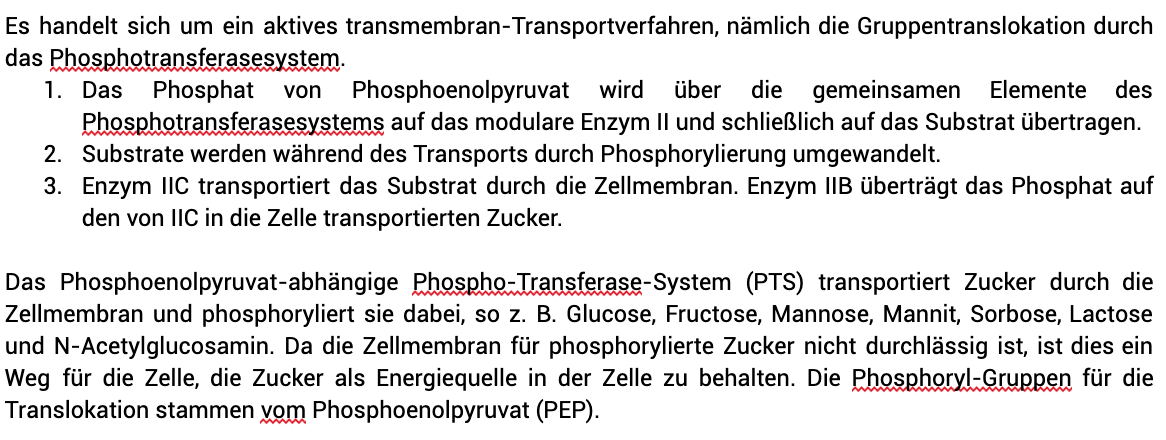 Es handelt sich um ein aktives transmembran-Transportverfahren, nämlich die Gruppentranslokation durch
das Phosphotransferasesystem.
1. Das Phosphat von Phosphoenolpyruvat wird über die gemeinsamen Elemente des
Phosphotransferasesystems auf das modulare Enzym II und schließlich auf das Substrat übertragen.
2. Substrate werden während des Transports durch Phosphorylierung umgewandelt.
3. Enzym IIC transportiert das Substrat durch die Zellmembran. Enzym IIB überträgt das Phosphat auf
den von IIC in die Zelle transportierten Zucker.
Das Phosphoenolpyruvat-abhängige Phospho-Transferase-System (PTS) transportiert Zucker durch die
Zellmembran und phosphoryliert sie dabei, so z. B. Glucose, Fructose, Mannose, Mannit, Sorbose, Lactose
und N-Acetylglucosamin. Da die Zellmembran für phosphorylierte Zucker nicht durchlässig ist, ist dies ein
Weg für die Zelle, die Zucker als Energiequelle in der Zelle zu behalten. Die Phosphoryl-Gruppen für die
Translokation stammen vom Phosphoenolpyruvat (PEP).